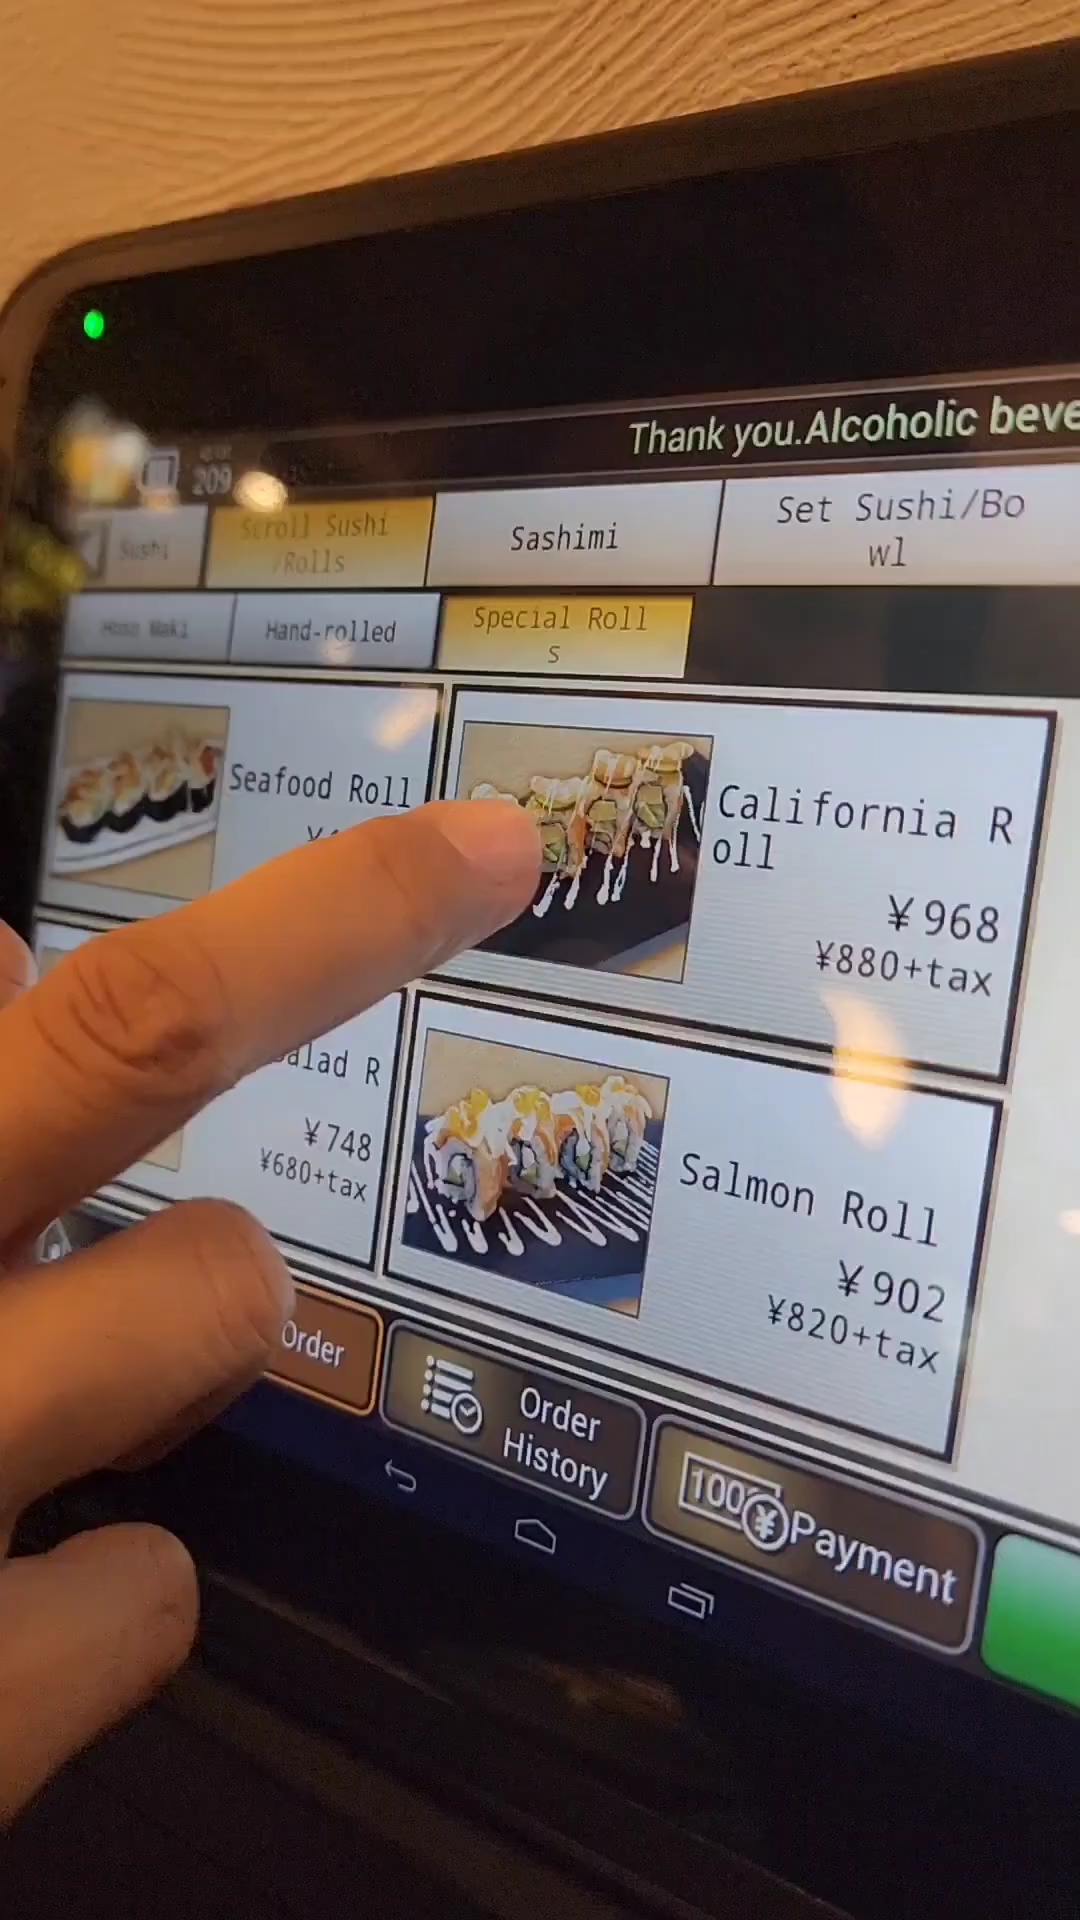 Thank you.Alcoholic beve
209
Sushi
Scroll Sushi
/Rolls
Sashimi
Set Sushi/Bo
wl
Hoso Maki
Hand-rolled
Special Roll
s
Seafood Roll
California R
oll
¥968
¥880+tax
alad R
¥748
¥680+tax
Salmon Roll
¥902
¥820+tax
Order
Order
History
100
¥
Payment